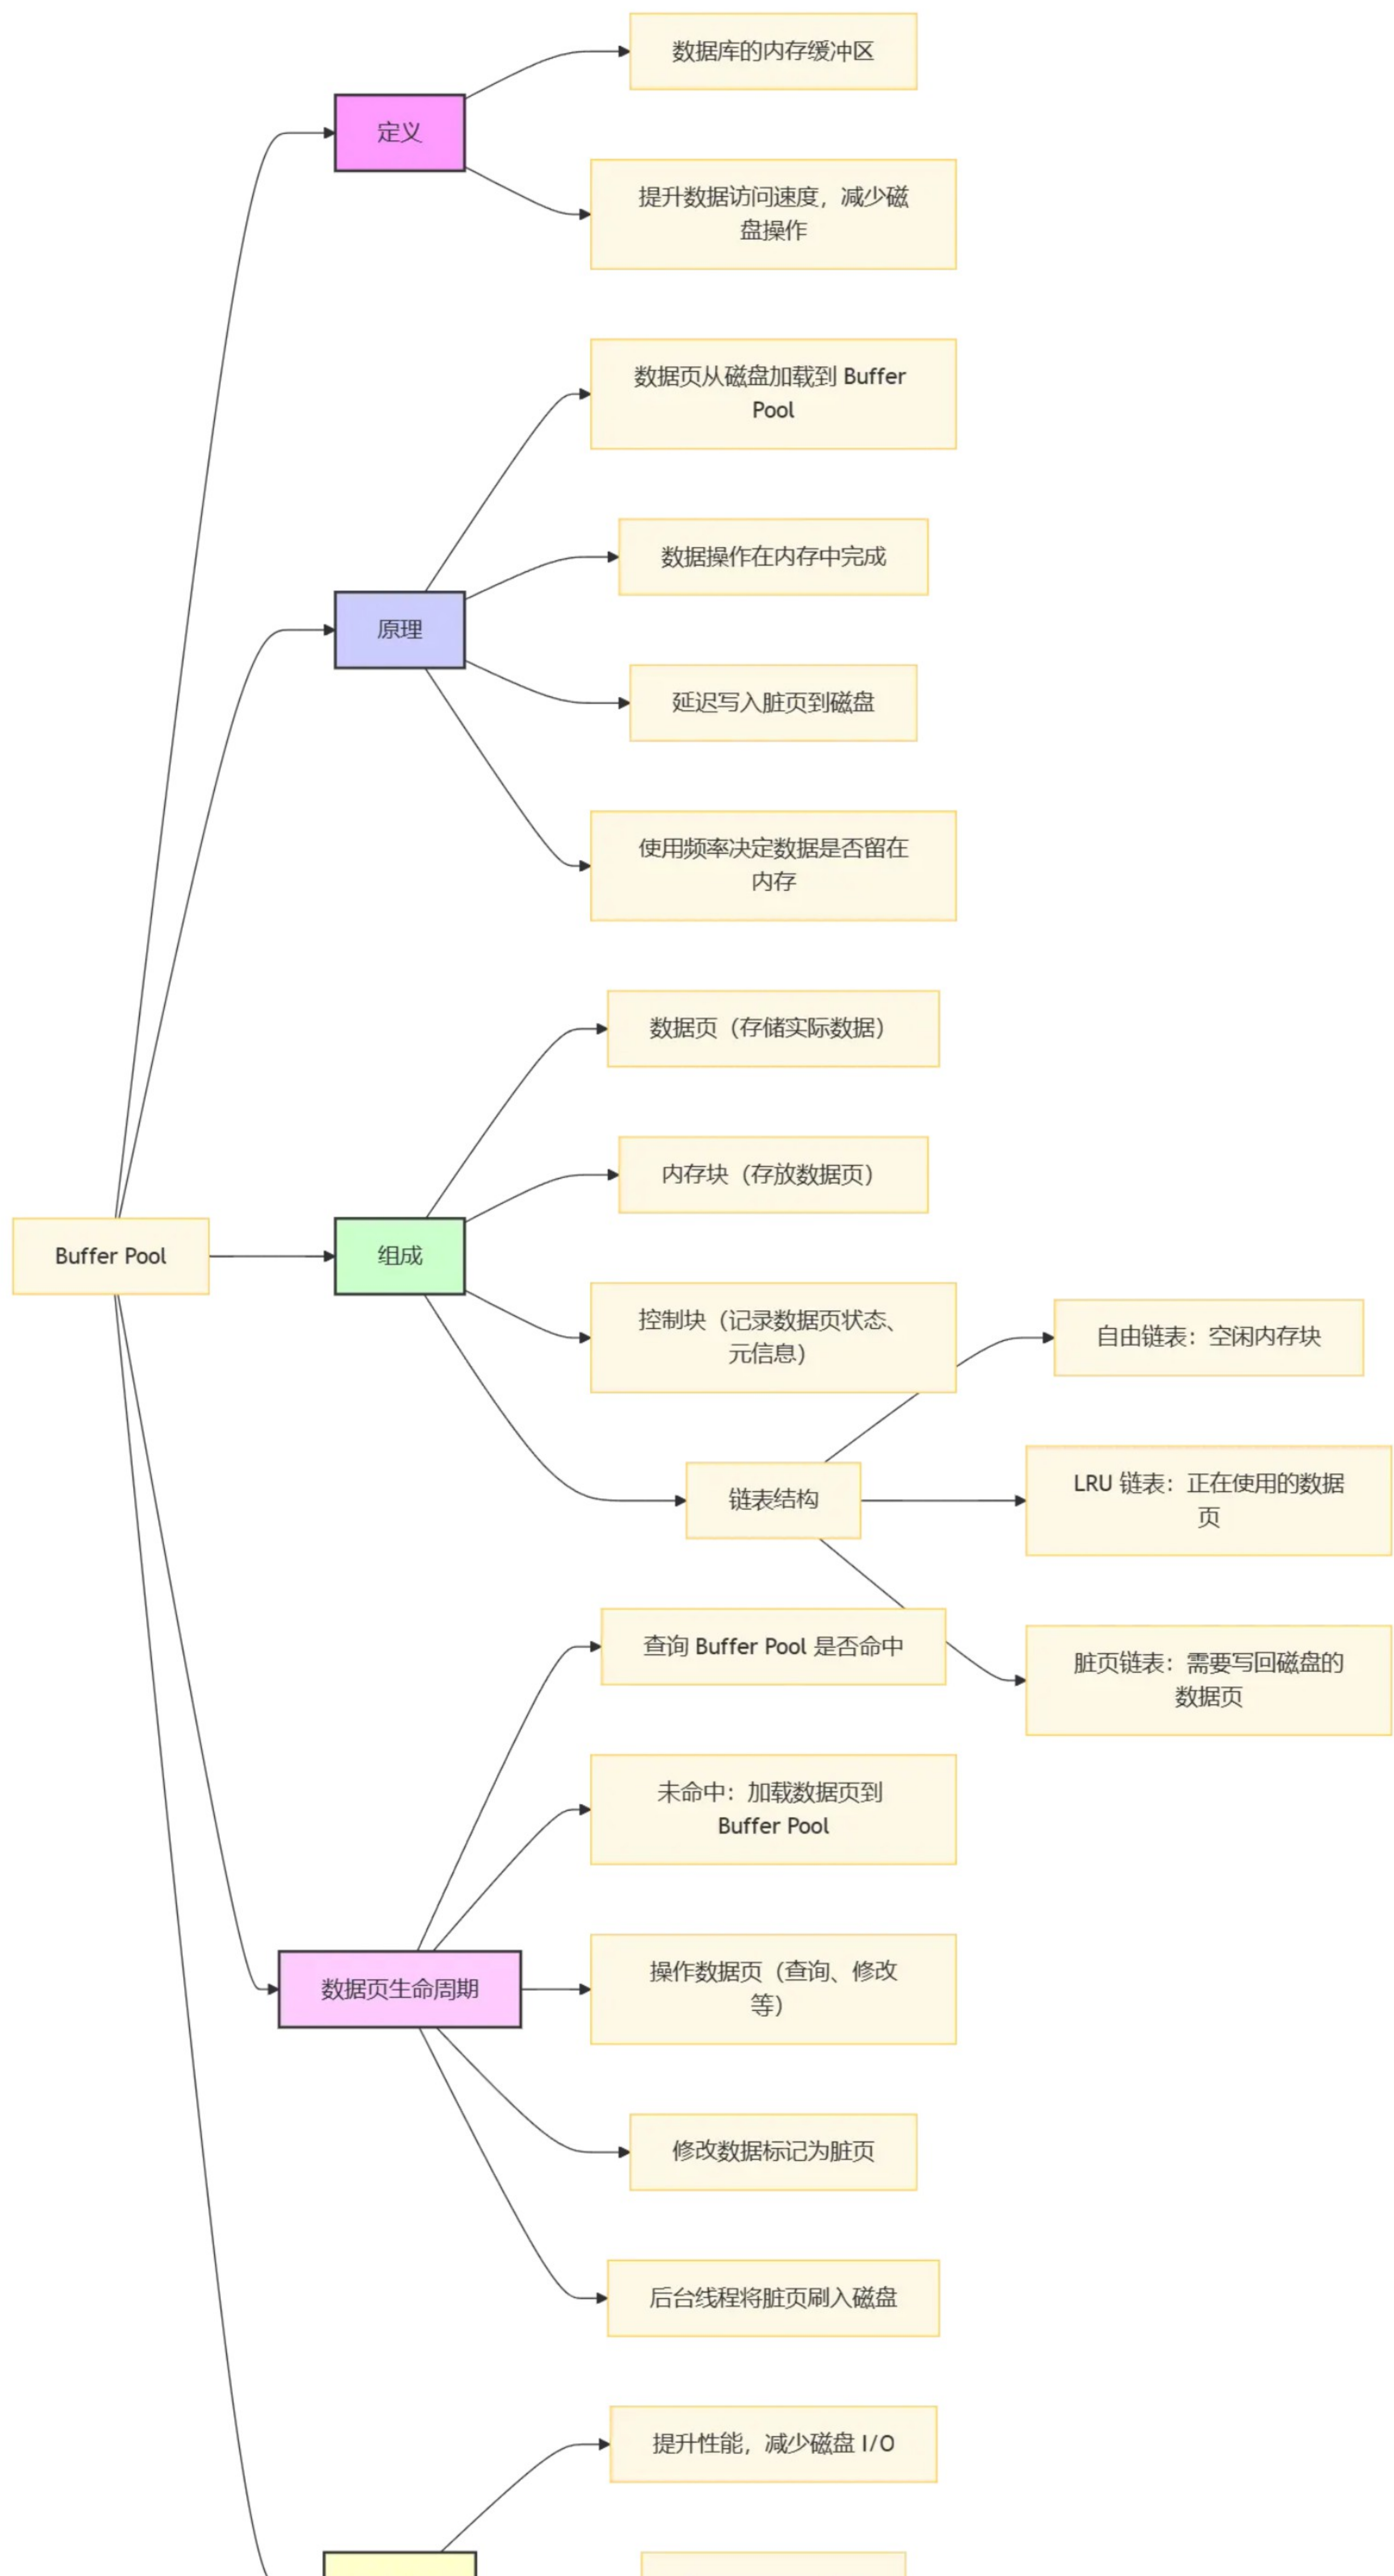 数据库的内存缓冲区
定义
提升数据访问速度，减少磁
盘操作
数据页从磁盘加载到 Buffer
Pool
数据操作在内存中完成
原理
延迟写入脏页到磁盘
使用频率决定数据是否留在
内存
数据页（存储实际数据）
内存块（存放数据页）
Buffer Pool
组成
控制块（记录数据页状态、
元信息）
自由链表：空闲内存块
链表结构
LRU 链表：正在使用的数据
页
查询 Buffer Pool 是否命中
脏页链表：需要写回磁盘的
数据页
未命中：加载数据页到
Buffer Pool
数据页生命周期
操作数据页（查询、修改
等）
修改数据标记为脏页
后台线程将脏页刷入磁盘
提升性能，减少磁盘 I/O